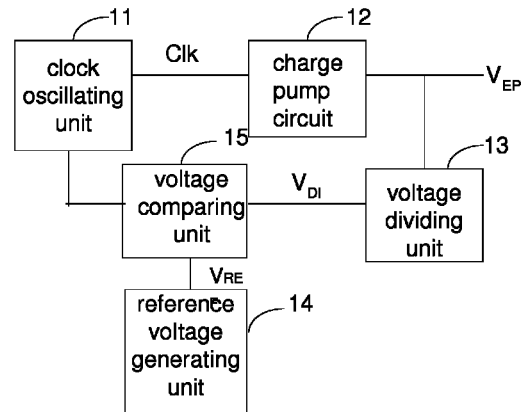 11
clock
oscillating
unit
Clk
12
charge
pump
circuit
V_EP
15
voltage
comparing
unit
V_DI
13
voltage
dividing
unit
V_RE
F
14
reference
voltage
generating
unit